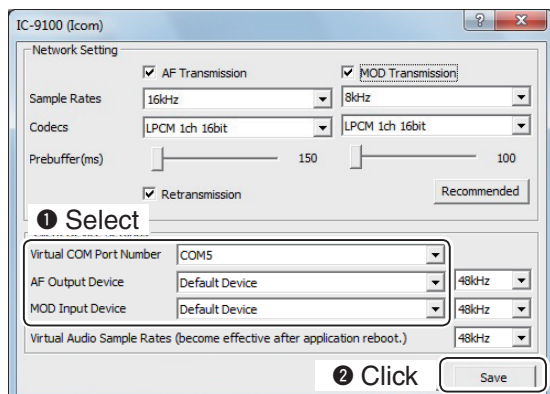 IC-9100 (Icom)
Network Setting
AF Transmission MOD Transmission
Sample Rates 16kHz 8kHz
Codecs LPCM 1ch 16bit LPCM 1ch 16bit
Prebuffer(ms) 150 100
Retransmission Recommended
❶ Select
Virtual COM Port Number COM5
AF Output Device Default Device 48kHz
MOD Input Device Default Device 48kHz
Virtual Audio Sample Rates (become effective after application reboot.) 48kHz
❷ Click Save